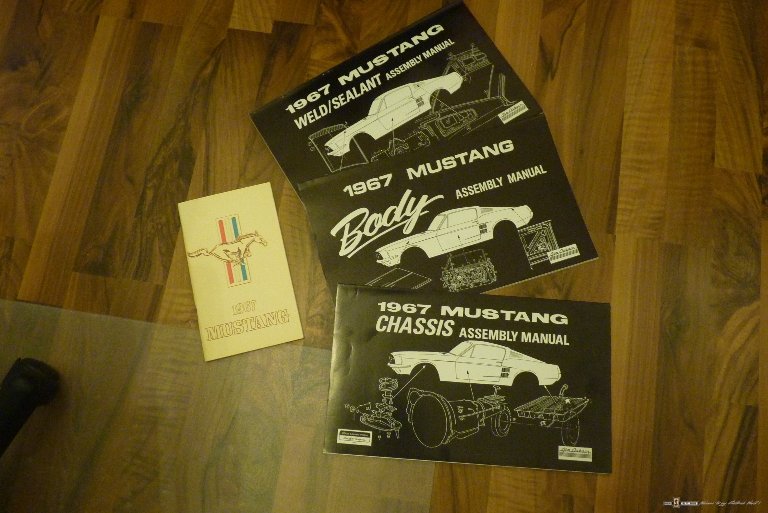 1967 MUSTANG
WELD/SEALANT ASSEMBLY MANUAL
1967 MUSTANG
Body ASSEMBLY MANUAL
1967
MUSTANG
1967 MUSTANG
CHASSIS ASSEMBLY MANUAL